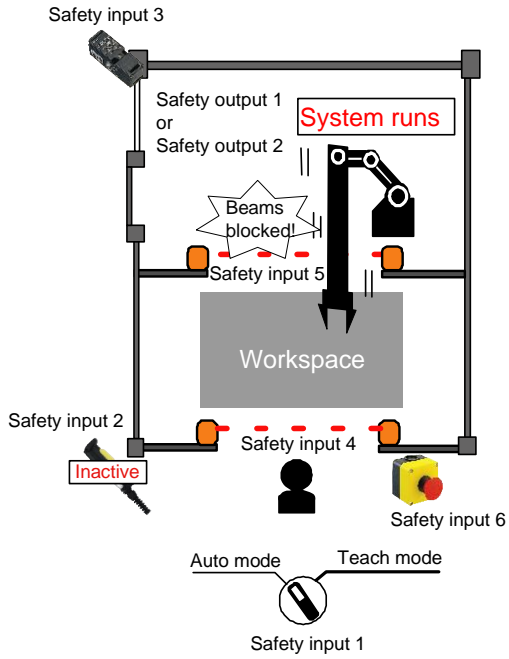 Safety input 3
Safety output 1
or
Safety output 2
System runs
Beams
blocked!
Safety input 5
Workspace
Safety input 2
Inactive
Safety input 4
Safety input 6
Auto mode
Teach mode
Safety input 1